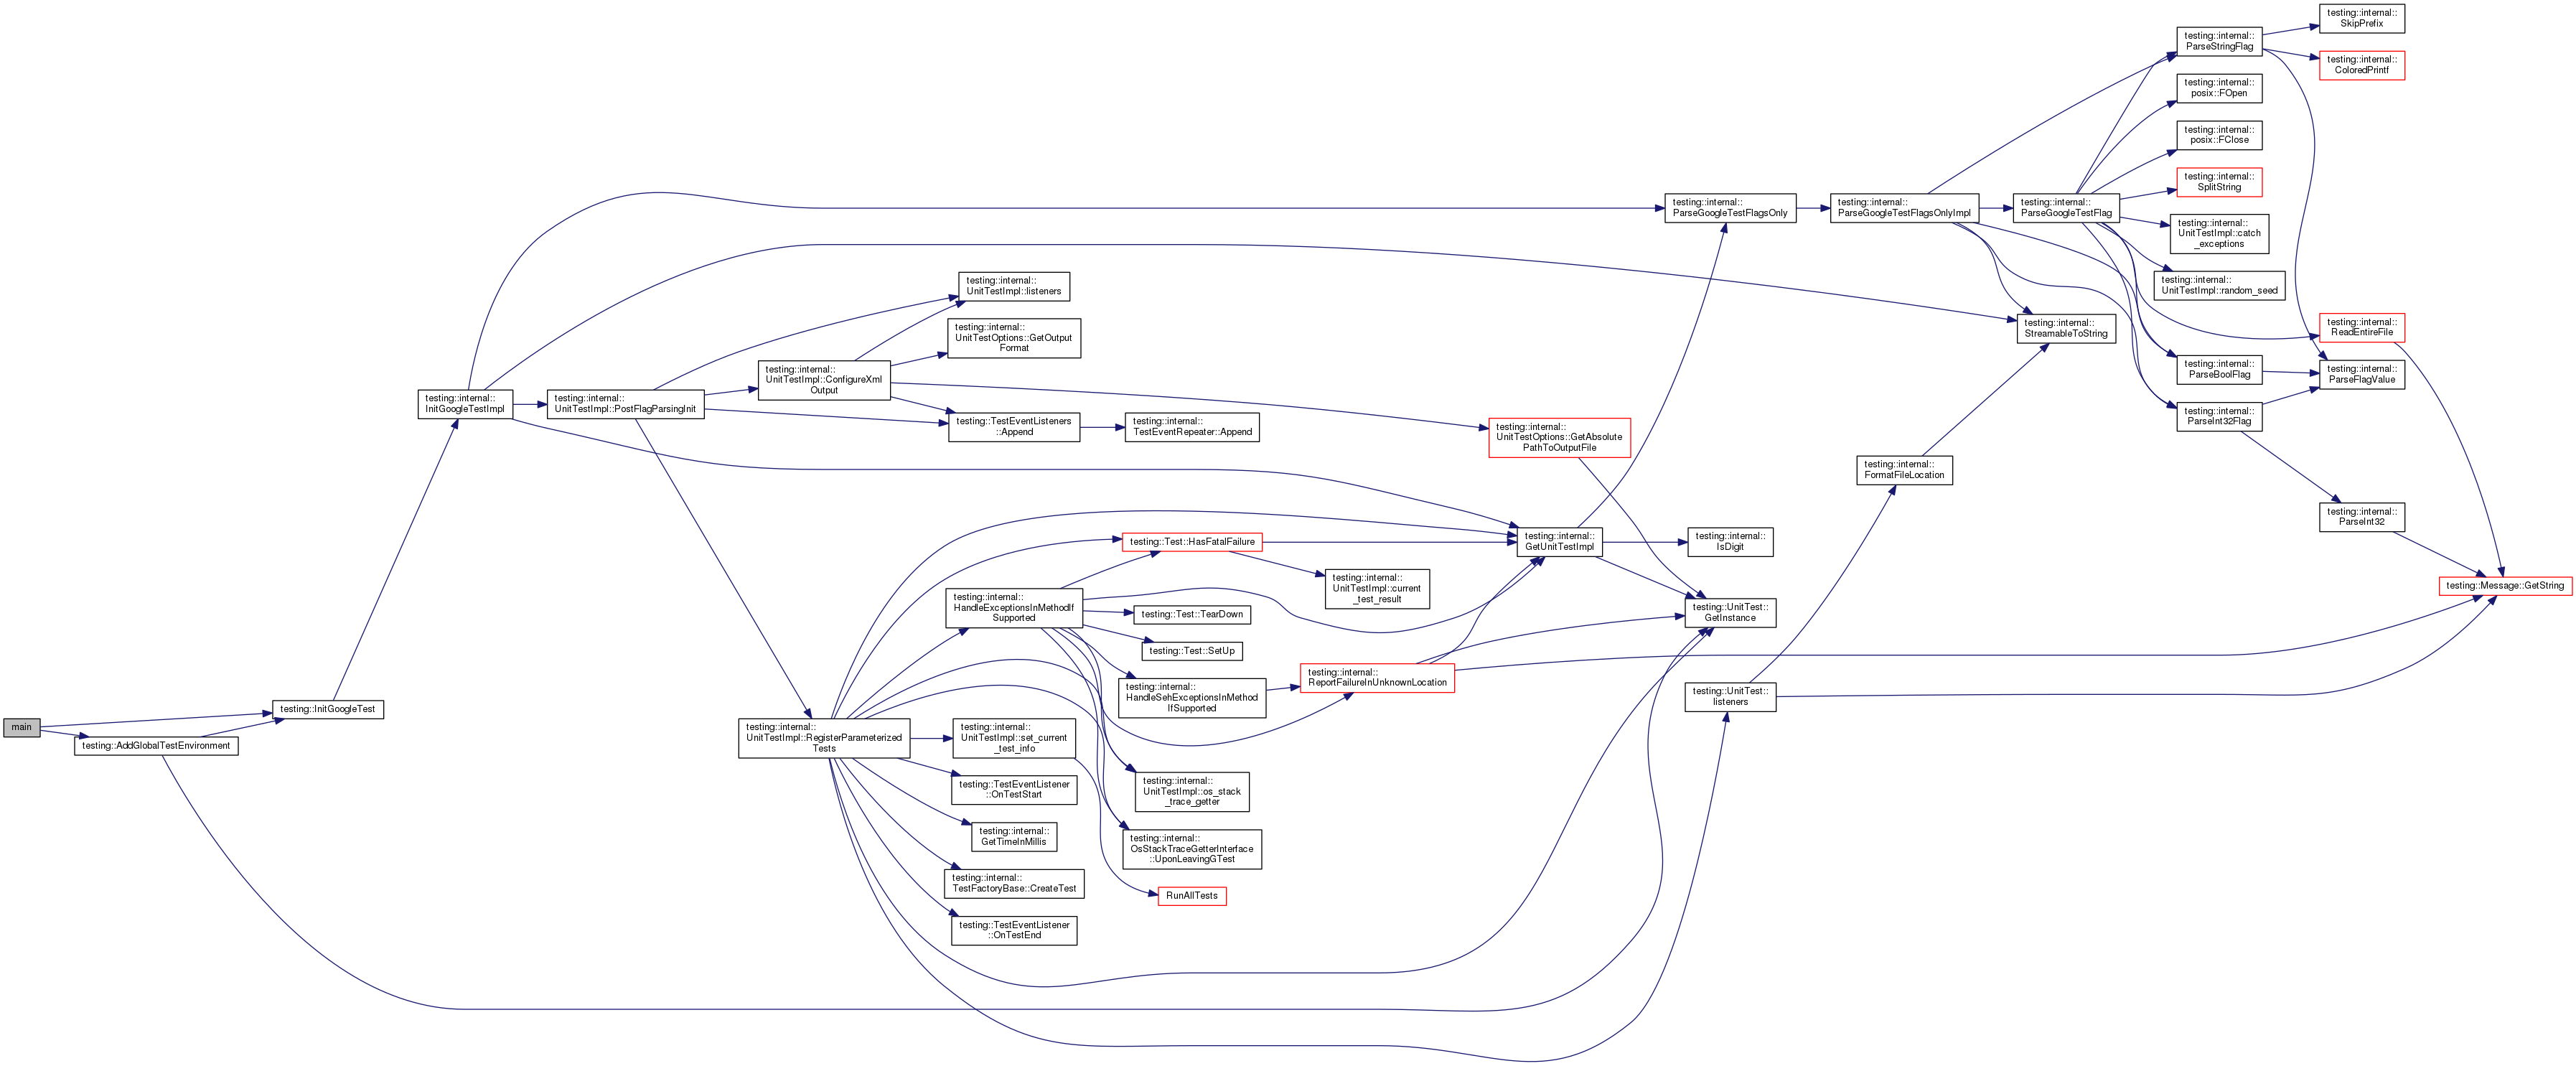 main
testing::AddGlobalTestEnvironment
testing::InitGoogleTest
testing::internal::
InitGoogleTestImpl
testing::internal::
UnitTestImpl::PostFlagParsingInit
testing::internal::
UnitTestImpl::ConfigureXml
Output
testing::internal::
UnitTestImpl::RegisterParameterized
Tests
testing::internal::
UnitTestImpl::listeners
testing::internal::
UnitTestOptions::GetOutput
Format
testing::TestEventListeners
::Append
testing::internal::
TestEventRepeater::Append
testing::internal::
UnitTestOptions::GetAbsolute
PathToOutputFile
testing::Test::HasFatalFailure
testing::internal::
HandleExceptionsInMethodIf
Supported
testing::internal::
UnitTestImpl::current
_test_result
testing::Test::TearDown
testing::Test::SetUp
testing::internal::
HandleSehExceptionsInMethod
IfSupported
testing::internal::
ReportFailureInUnknownLocation
testing::internal::
UnitTestImpl::set_current
_test_info
testing::TestEventListener
::OnTestStart
testing::internal::
GetTimeInMillis
testing::internal::
TestFactoryBase::CreateTest
testing::TestEventListener
::OnTestEnd
testing::internal::
UnitTestImpl::os_stack
_trace_getter
testing::internal::
OsStackTraceGetterInterface
::UponLeavingGTest
RunAllTests
testing::internal::
GetUnitTestImpl
testing::internal::
IsDigit
testing::UnitTest::
GetInstance
testing::UnitTest::
listeners
testing::internal::
FormatFileLocation
testing::internal::
ParseGoogleTestFlagsOnly
testing::internal::
ParseGoogleTestFlagsOnlyImpl
testing::internal::
ParseGoogleTestFlag
testing::internal::
StreamableToString
testing::internal::
ParseStringFlag
testing::internal::
posix::FOpen
testing::internal::
posix::FClose
testing::internal::
SplitString
testing::internal::
UnitTestImpl::catch
_exceptions
testing::internal::
UnitTestImpl::random_seed
testing::internal::
ParseBoolFlag
testing::internal::
ParseInt32Flag
testing::internal::
SkipPrefix
testing::internal::
ColoredPrintf
testing::internal::
ReadEntireFile
testing::internal::
ParseFlagValue
testing::internal::
ParseInt32
testing::Message::GetString